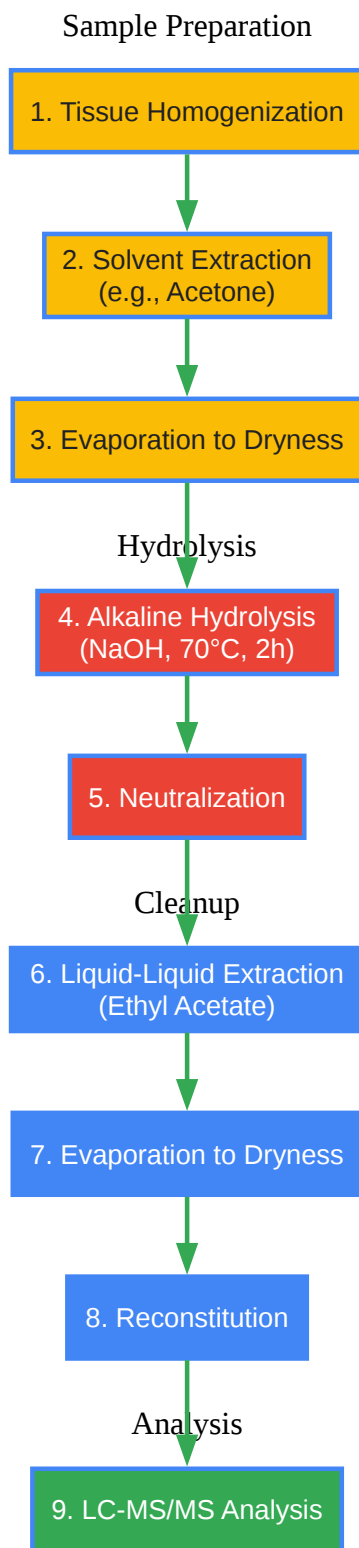 Sample Preparation
1. Tissue Homogenization
2. Solvent Extraction
(e.g., Acetone)
3. Evaporation to Dryness
Hydrolysis
4. Alkaline Hydrolysis
(NaOH, 70°C, 2h)
5. Neutralization
Cleanup
6. Liquid-Liquid Extraction
(Ethyl Acetate)
7. Evaporation to Dryness
8. Reconstitution
Analysis
9. LC-MS/MS Analysis